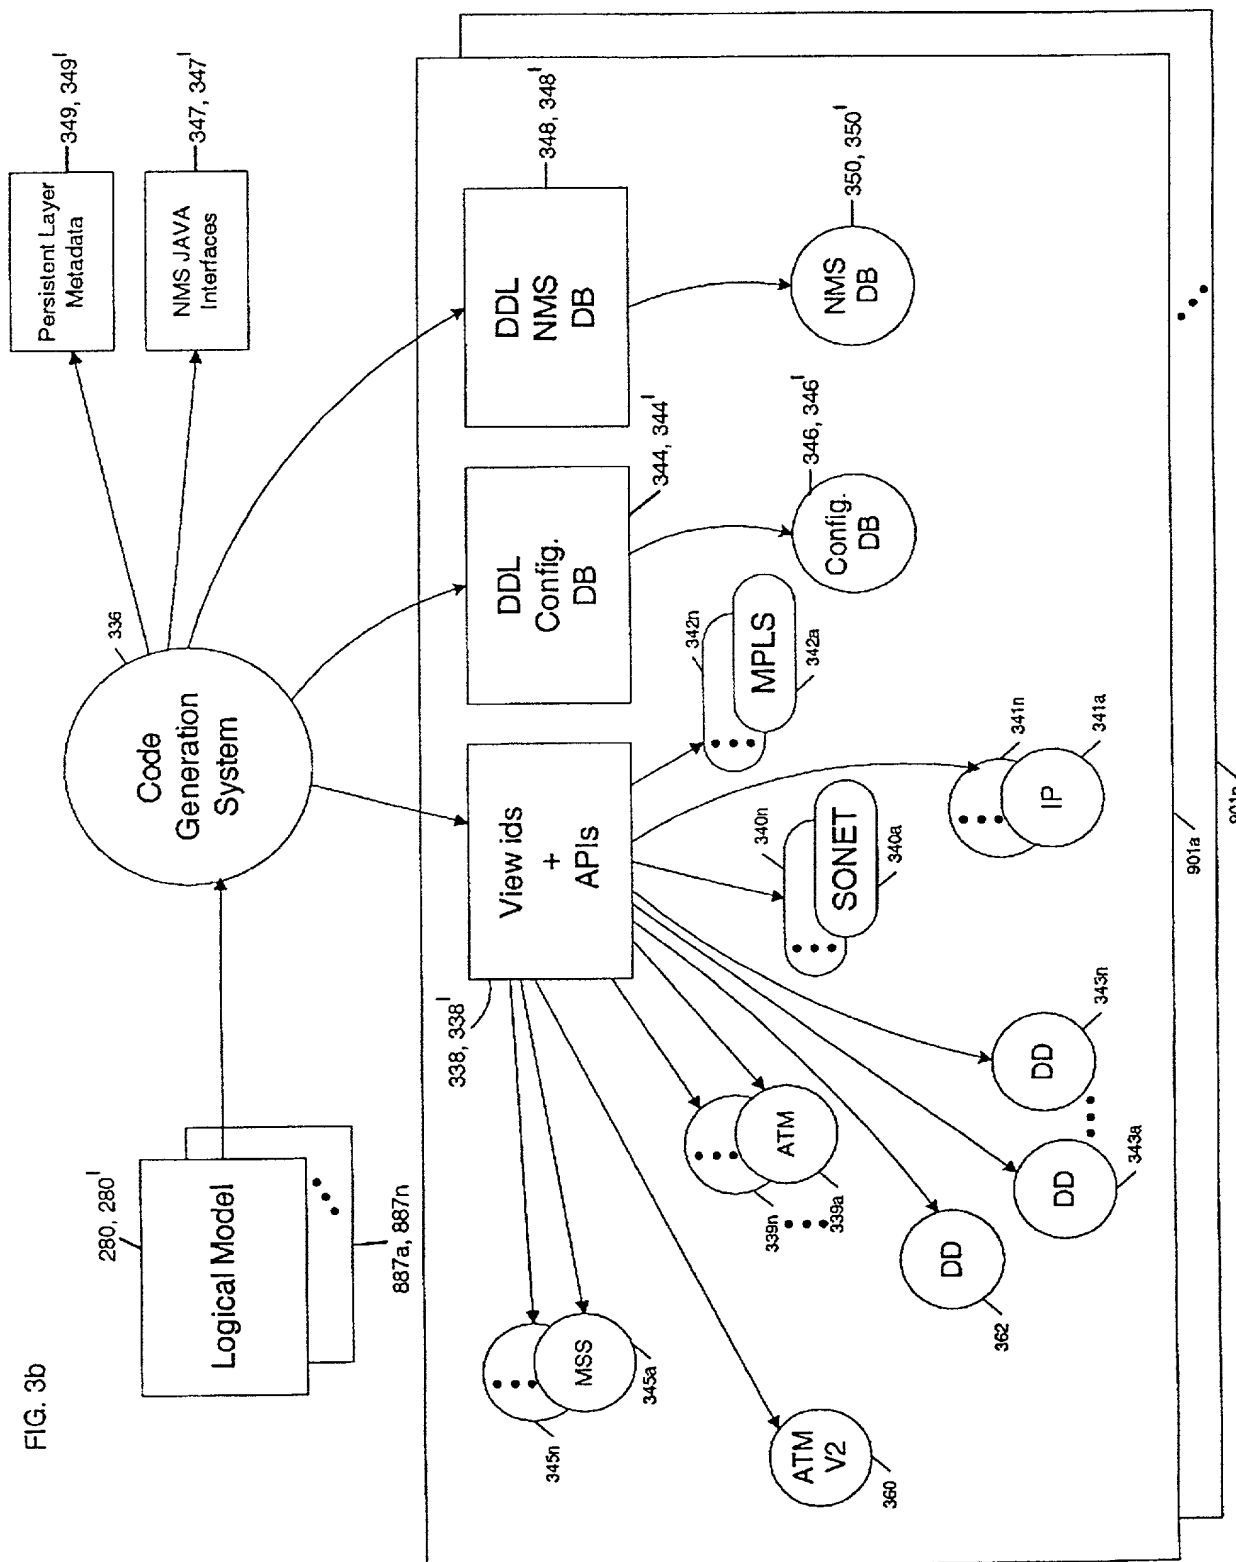 FIG. 3b
280, 280'
Logical Model
887a, 887n
Code
Generation
System
336
Persistent Layer
Metadata
349, 349'
NMS JAVA
Interfaces
347, 347'
View ids
+
APIs
338, 338'
DDL
Config.
DB
344, 344'
DDL
NMS
DB
348, 348'
NMS
DB
350, 350'
Config.
DB
346, 346'
342n
MPLS
342a
340n
SONET
340a
341n
IP
341a
345n
MSS
345a
ATM
V2
360
339n
ATM
339a
DD
362
DD
343a
DD
343n
901a
901n